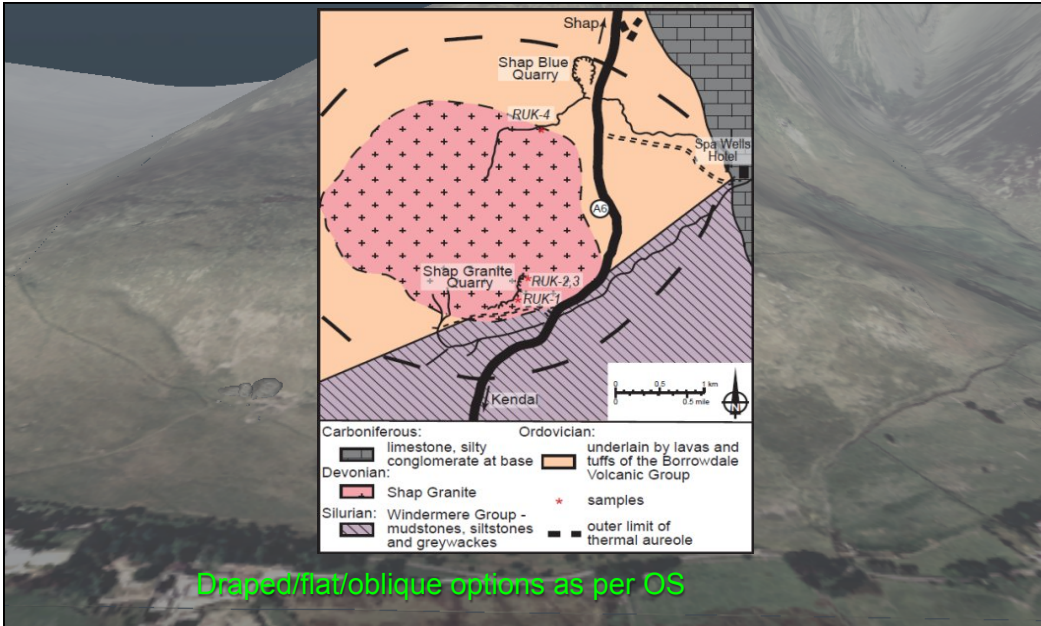 Shap
Shap Blue
Quarry
RUK-4
Spa Wells
Hotel
A6
Shap Granite
Quarry
RUK-2,3
RUK-1
0 0.5 1 km
0 0.5 mile
N
Kendal
Carboniferous:
limestone, silty
conglomerate at base
Devonian:
Shap Granite
Silurian: Windermere Group -
mudstones, siltstones
and greywackes
Ordovician:
underlain by lavas and
tuffs of the Borrowdale
Volcanic Group
* samples
outer limit of
thermal aureole
Draped/flat/oblique options as per OS